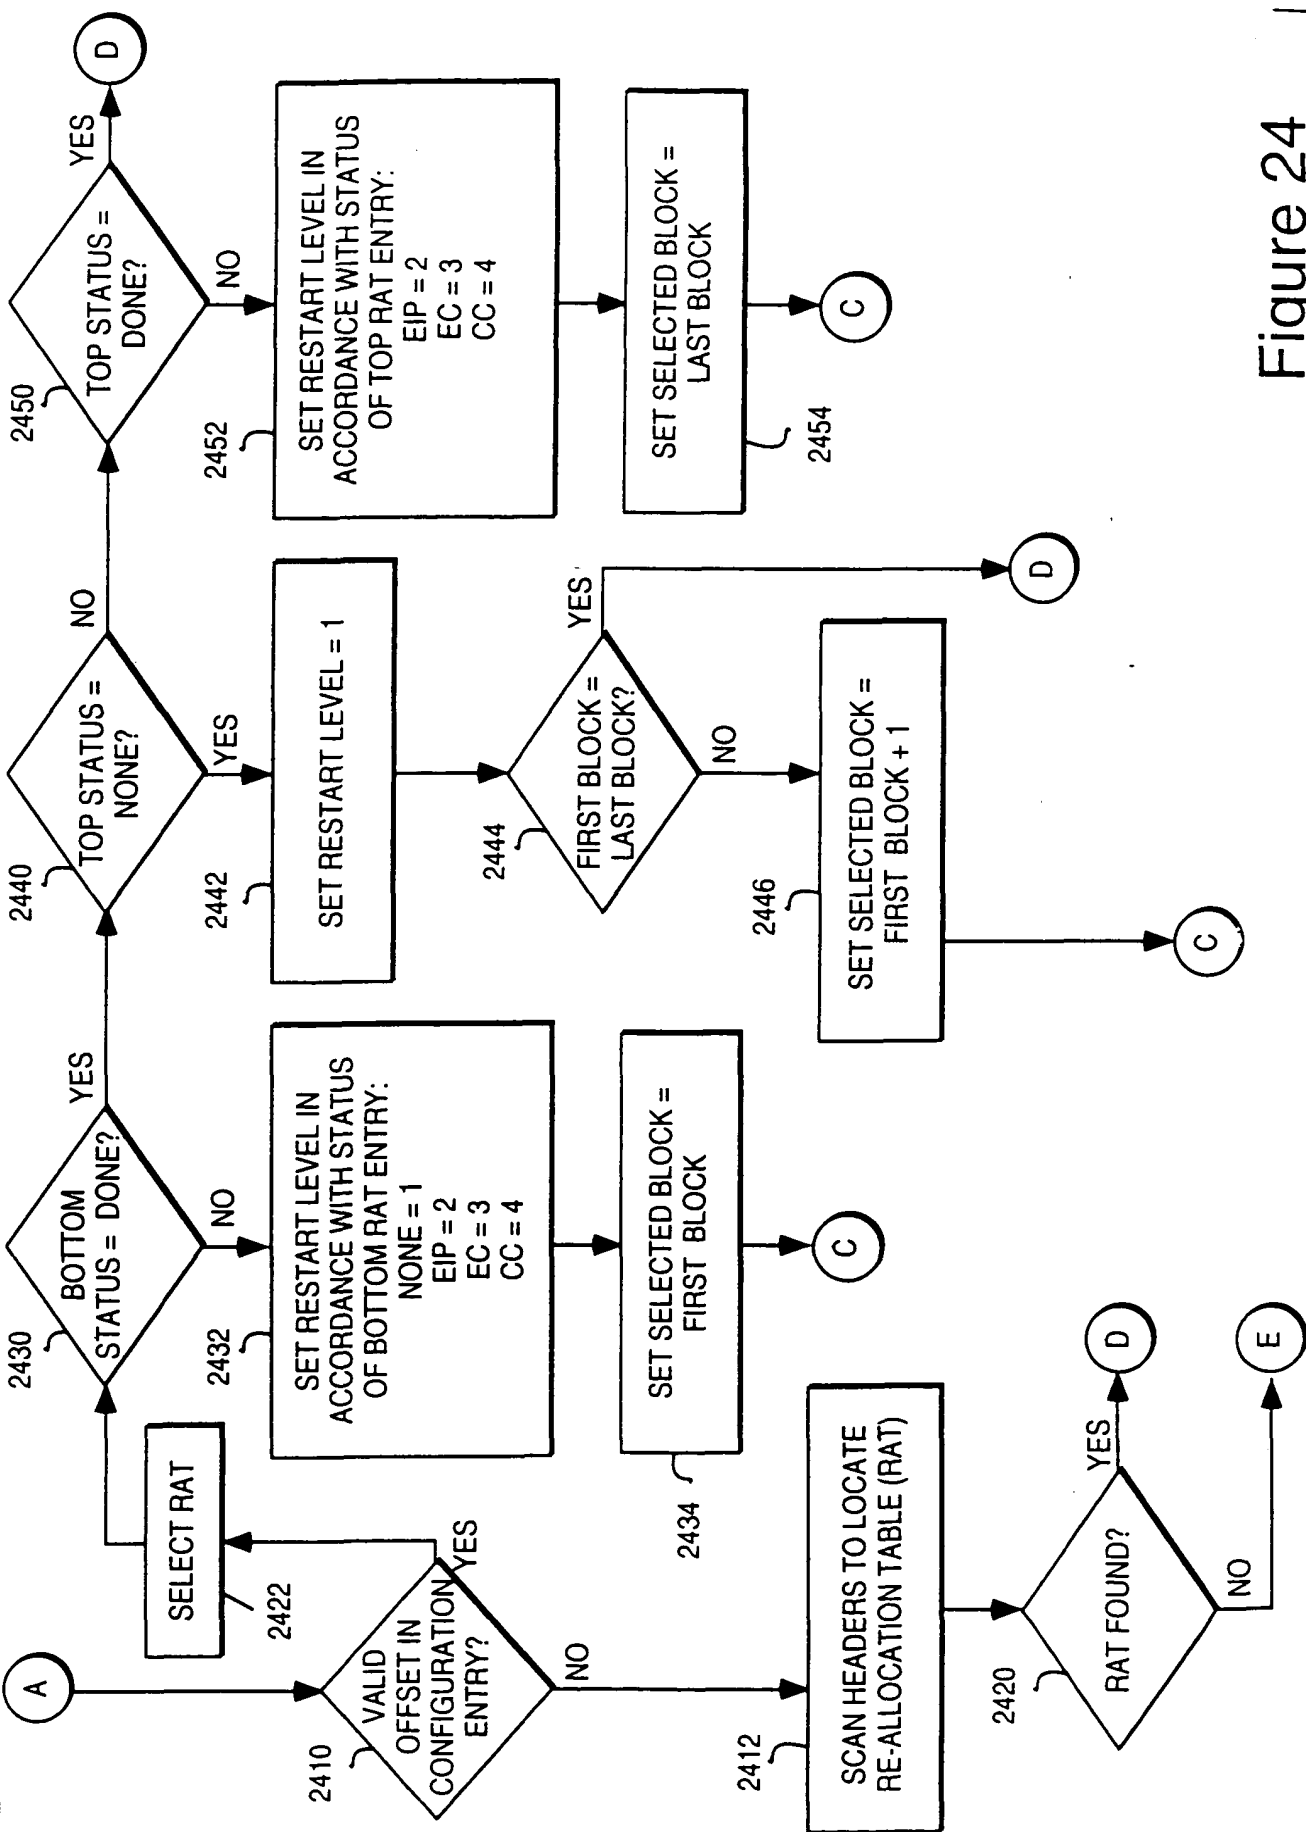 A
2410
VALID
OFFSET IN
CONFIGURATION
ENTRY?
YES
NO
SELECT RAT
2422
2412
SCAN HEADERS TO LOCATE
RE-ALLOCATION TABLE (RAT)
2420
RAT FOUND?
YES
D
NO
E
2430
BOTTOM
STATUS = DONE?
YES
NO
2432
SET RESTART LEVEL IN
ACCORDANCE WITH STATUS
OF BOTTOM RAT ENTRY:
NONE = 1
EIP = 2
EC = 3
CC = 4
SET SELECTED BLOCK =
FIRST BLOCK
2434
C
2440
TOP STATUS =
NONE?
NO
YES
2442
SET RESTART LEVEL = 1
2444
FIRST BLOCK =
LAST BLOCK?
YES
D
NO
2446
SET SELECTED BLOCK =
FIRST BLOCK + 1
C
2450
TOP STATUS =
DONE?
YES
D
NO
2452
SET RESTART LEVEL IN
ACCORDANCE WITH STATUS
OF TOP RAT ENTRY:
EIP = 2
EC = 3
CC = 4
SET SELECTED BLOCK =
LAST BLOCK
2454
C
Figure 24